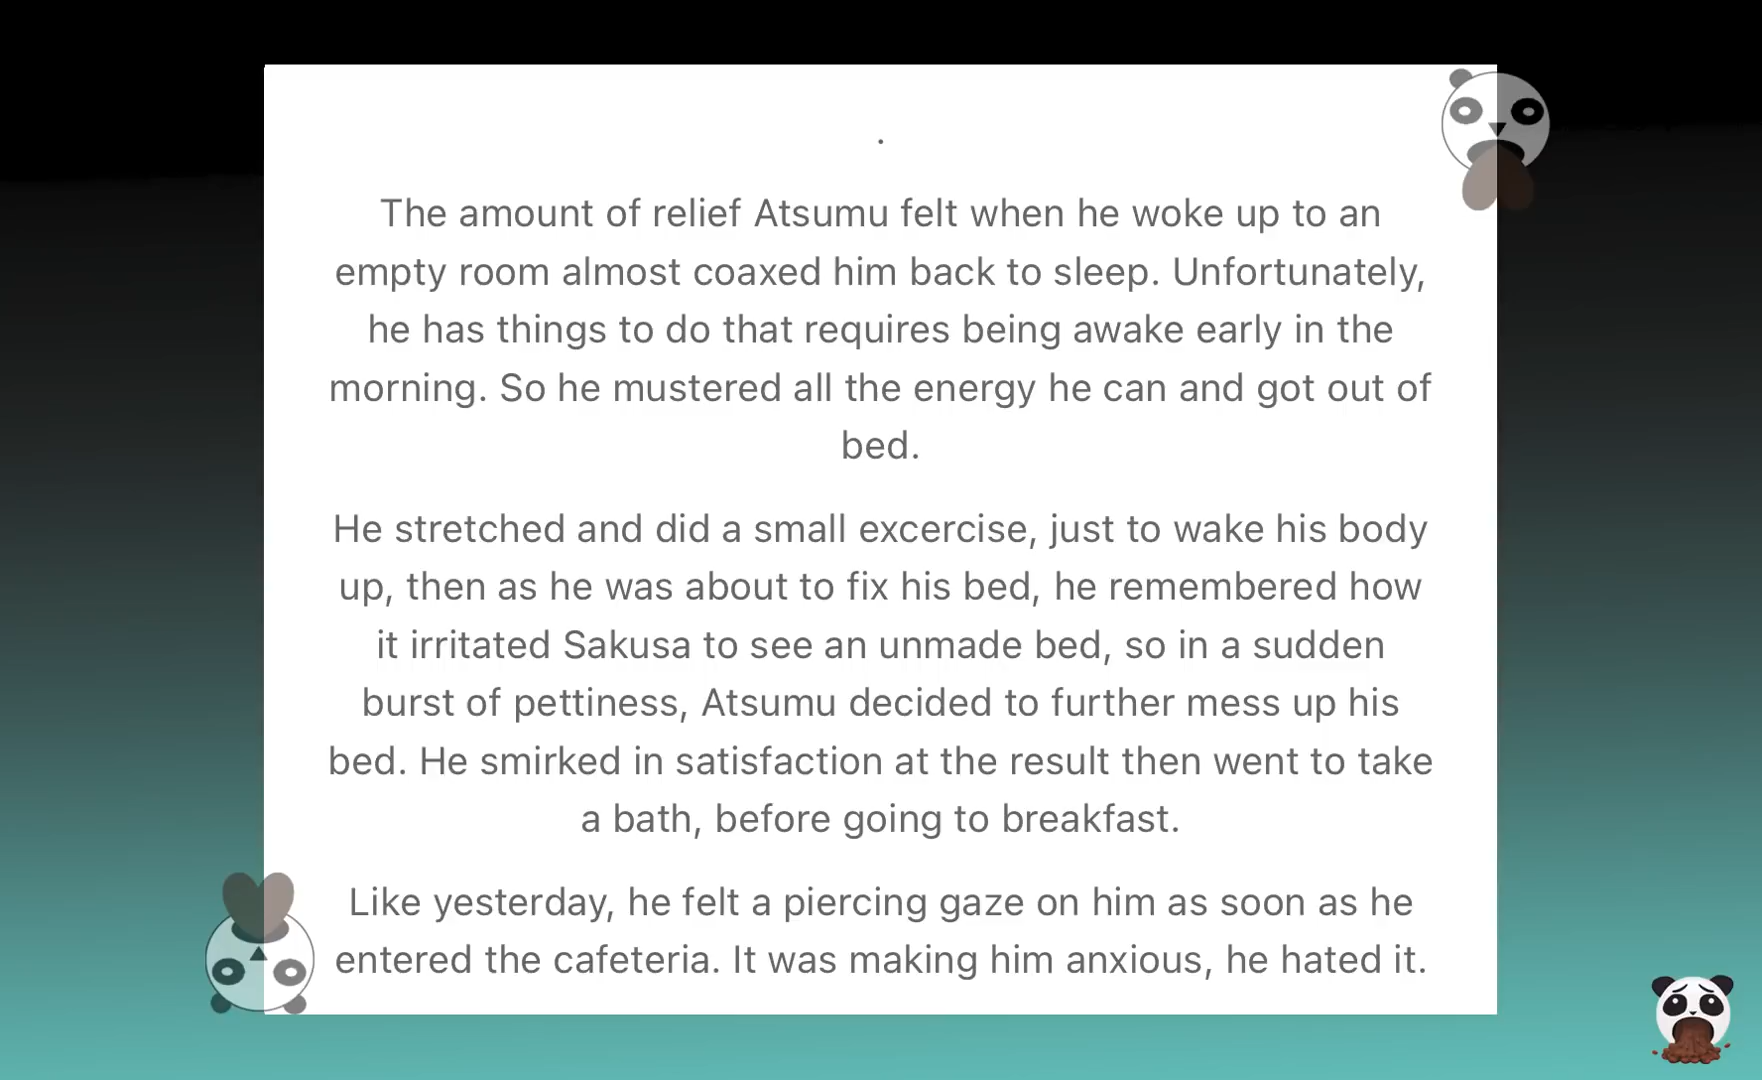 .
The amount of relief Atsumu felt when he woke up to an
empty room almost coaxed him back to sleep. Unfortunately,
he has things to do that requires being awake early in the
morning. So he mustered all the energy he can and got out of
bed.
He stretched and did a small excercise, just to wake his body
up, then as he was about to fix his bed, he remembered how
it irritated Sakusa to see an unmade bed, so in a sudden
burst of pettiness, Atsumu decided to further mess up his
bed. He smirked in satisfaction at the result then went to take
a bath, before going to breakfast.
Like yesterday, he felt a piercing gaze on him as soon as he
entered the cafeteria. It was making him anxious, he hated it.